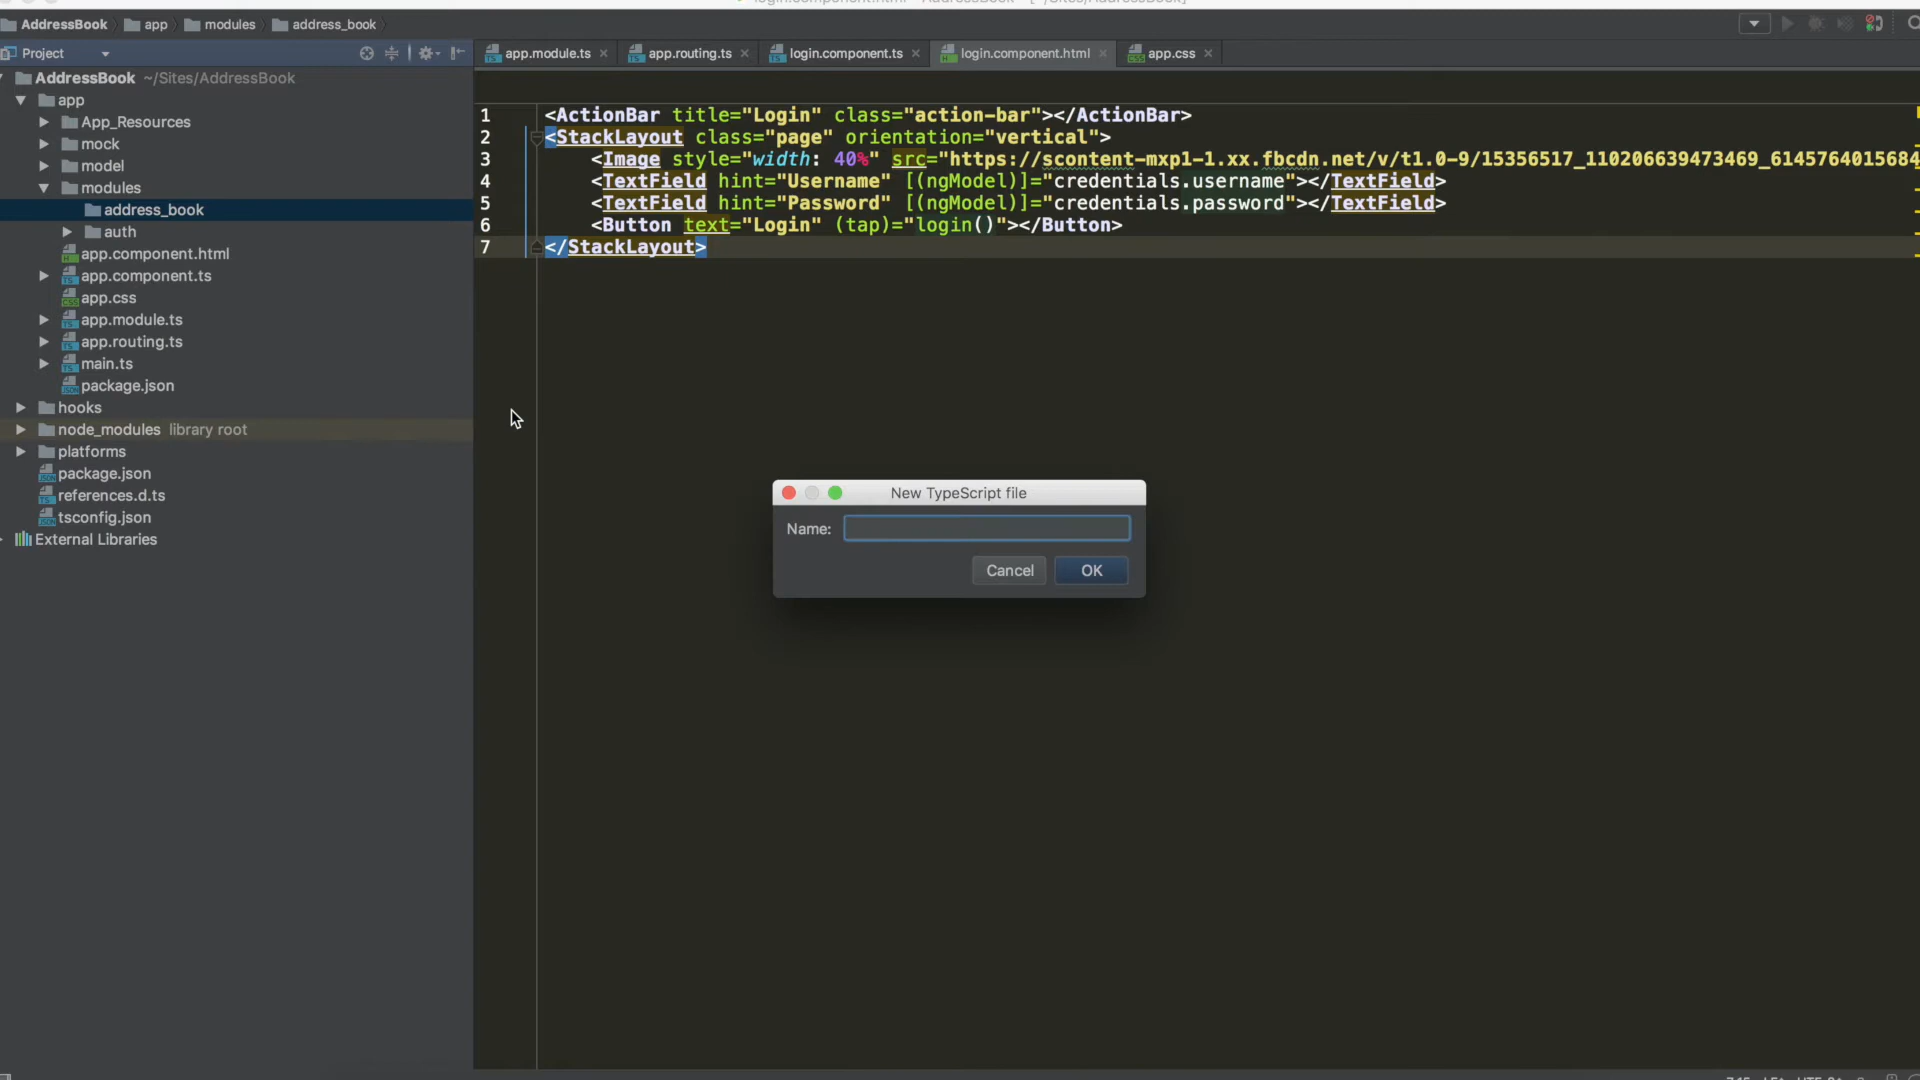 AddressBook app modules address_book
Project
app.module.ts app.routing.ts login.component.ts login.component.html app.css
AddressBook ~/Sites/AddressBook
app
App_Resources
mock
model
modules
address_book
auth
app.component.html
app.component.ts
app.css
app.module.ts
app.routing.ts
main.ts
package.json
hooks
node_modules library root
platforms
package.json
references.d.ts
tsconfig.json
External Libraries
1 <ActionBar title="Login" class="action-bar"></ActionBar>
2 <StackLayout class="page" orientation="vertical">
3 <Image style="width: 40%" src="https://scontent-mxp1-1.xx.fbcdn.net/v/t1.0-9/15356517_110206639473469_6145764015684
4 <TextField hint="Username" [(ngModel)]="credentials.username"></TextField>
5 <TextField hint="Password" [(ngModel)]="credentials.password"></TextField>
6 <Button text="Login" (tap)="login()"></Button>
7 </StackLayout>
New TypeScript file
Name:
Cancel OK